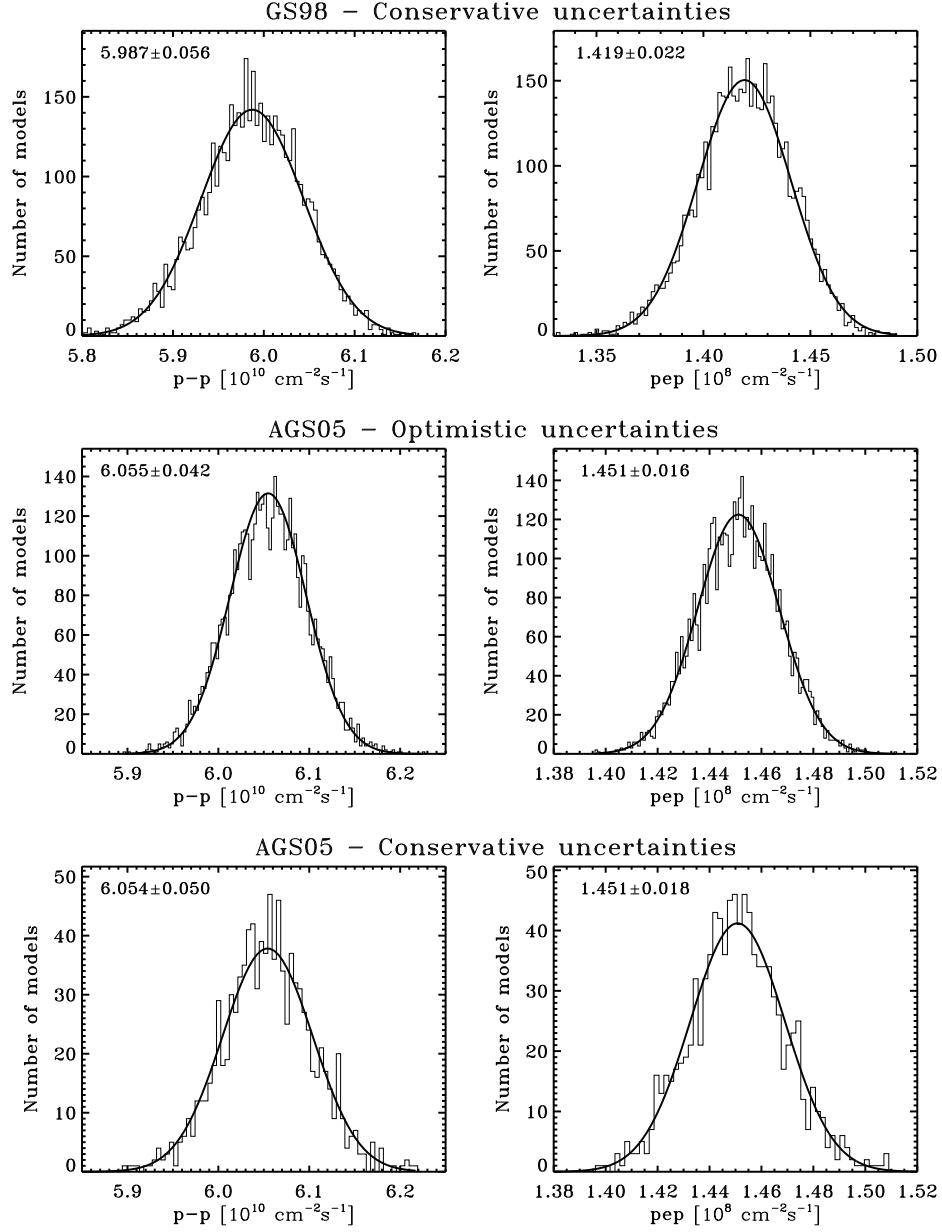 GS98 − Conservative uncertainties
5.987±0.056
Number of models
150
100
50
0
5.8 5.9 6.0 6.1 6.2
p−p [10¹⁰ cm⁻²s⁻¹]
1.419±0.022
Number of models
150
100
50
0
1.35 1.40 1.45 1.50
pep [10⁸ cm⁻²s⁻¹]
AGS05 − Optimistic uncertainties
6.055±0.042
Number of models
140
120
100
80
60
40
20
0
5.9 6.0 6.1 6.2
p−p [10¹⁰ cm⁻²s⁻¹]
1.451±0.016
Number of models
140
120
100
80
60
40
20
0
1.38 1.40 1.42 1.44 1.46 1.48 1.50 1.52
pep [10⁸ cm⁻²s⁻¹]
AGS05 − Conservative uncertainties
6.054±0.050
Number of models
50
40
30
20
10
0
5.9 6.0 6.1 6.2
p−p [10¹⁰ cm⁻²s⁻¹]
1.451±0.018
Number of models
50
40
30
20
10
0
1.38 1.40 1.42 1.44 1.46 1.48 1.50 1.52
pep [10⁸ cm⁻²s⁻¹]